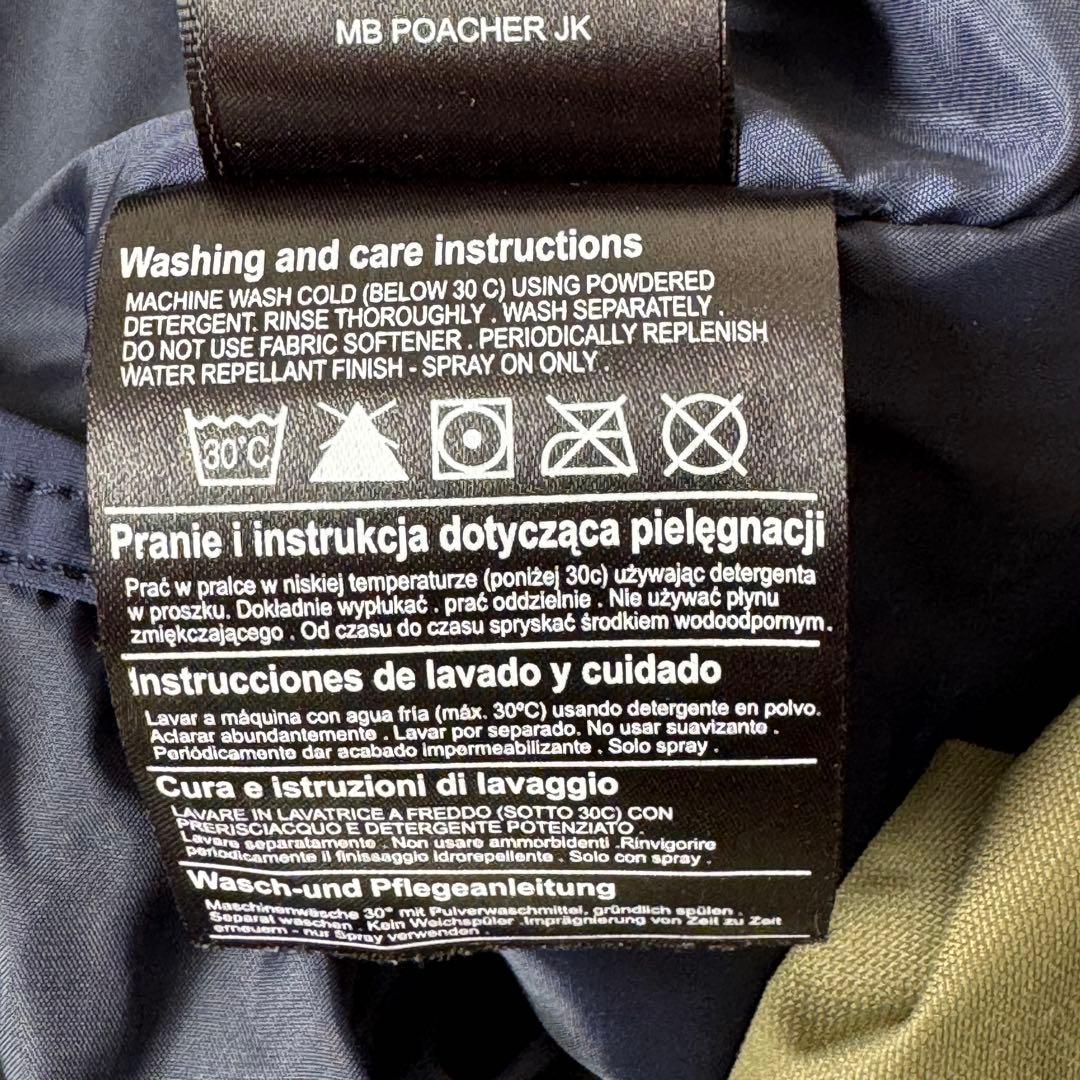 MB POACHER JK
Washing and care instructions
MACHINE WASH COLD (BELOW 30 C) USING POWDERED
DETERGENT. RINSE THOROUGHLY . WASH SEPARATELY .
DO NOT USE FABRIC SOFTENER . PERIODICALLY REPLENISH
WATER REPELLANT FINISH - SPRAY ON ONLY .
30°C
Pranie i instrukcja dotycząca pielęgnacji
Prać w pralce w niskiej temperaturze (poniżej 30c) używając detergenta
w proszku. Dokładnie wypłukać . prać oddzielnie . Nie używać płynu
zmiękczającego . Od czasu do czasu spryskać środkiem wodoodpornym.
Instrucciones de lavado y cuidado
Lavar a máquina con agua fría (máx. 30ºC) usando detergente en polvo.
Aclarar abundantemente . Lavar por separado. No usar suavizante .
Periódicamente dar acabado impermeabilizante . Solo spray .
Cura e istruzioni di lavaggio
LAVARE IN LAVATRICE A FREDDO (SOTTO 30C) CON
PRERISCIACQUO E DETERGENTE POTENZIATO .
Lavare separatamente . Non usare ammorbidenti .Rinvigorire
periodicamente il finissaggio idrorepellente . Solo con spray .
Wasch-und Pflegeanleitung
Maschinenwäsche 30° mit Pulverwaschmittel, gründlich spülen .
Separat waschen . Kein Weichspüler .Imprägnierung von Zeit zu Zeit
erneuern - nur Spray verwenden .